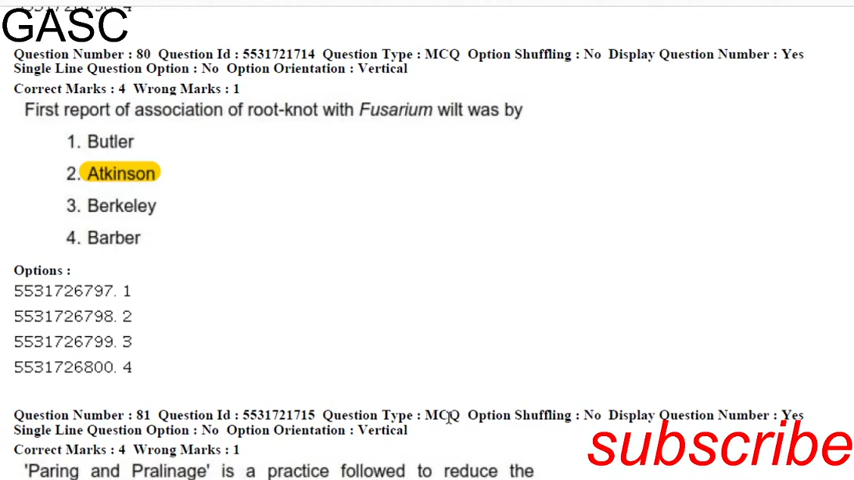 GASC
Question Number : 80 Question Id : 5531721714 Question Type : MCQ Option Shuffling : No Display Question Number : Yes
Single Line Question Option : No Option Orientation : Vertical
Correct Marks : 4 Wrong Marks : 1
First report of association of root-knot with Fusarium wilt was by
1. Butler
2. Atkinson
3. Berkeley
4. Barber
Options :
5531726797. 1
5531726798. 2
5531726799. 3
5531726800. 4
Question Number : 81 Question Id : 5531721715 Question Type : MCQ Option Shuffling : No Display Question Number : Yes
Single Line Question Option : No Option Orientation : Vertical
subscribe
Correct Marks : 4 Wrong Marks : 1
'Paring and Pralinage' is a practice followed to reduce the